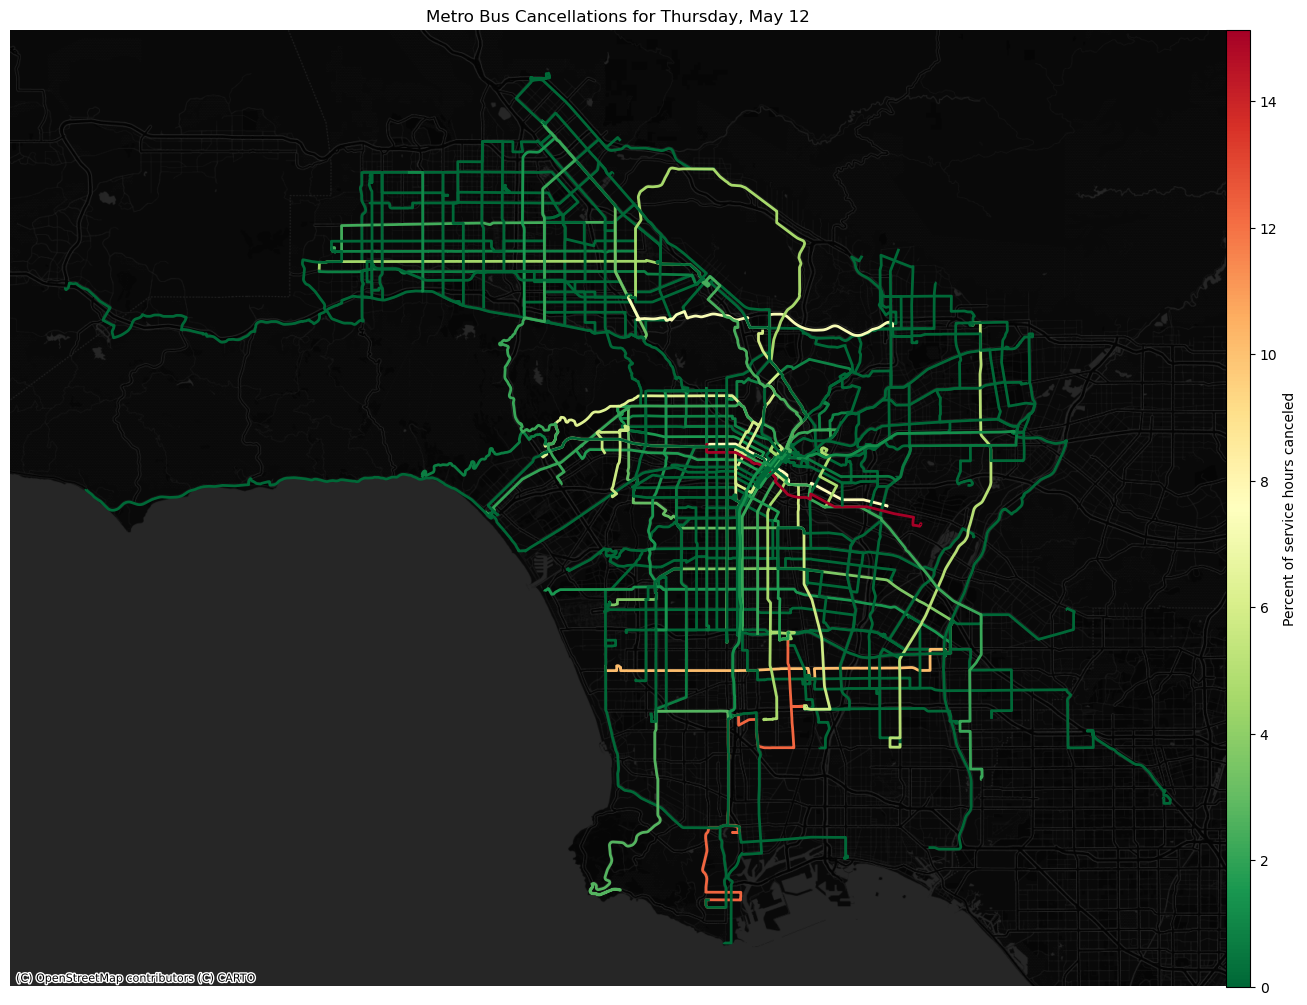 Metro Bus Cancellations for Thursday, May 12
14
12
10
8
6
4
2
0
Percent of service hours canceled
(C) OpenStreetMap contributors (C) CARTO